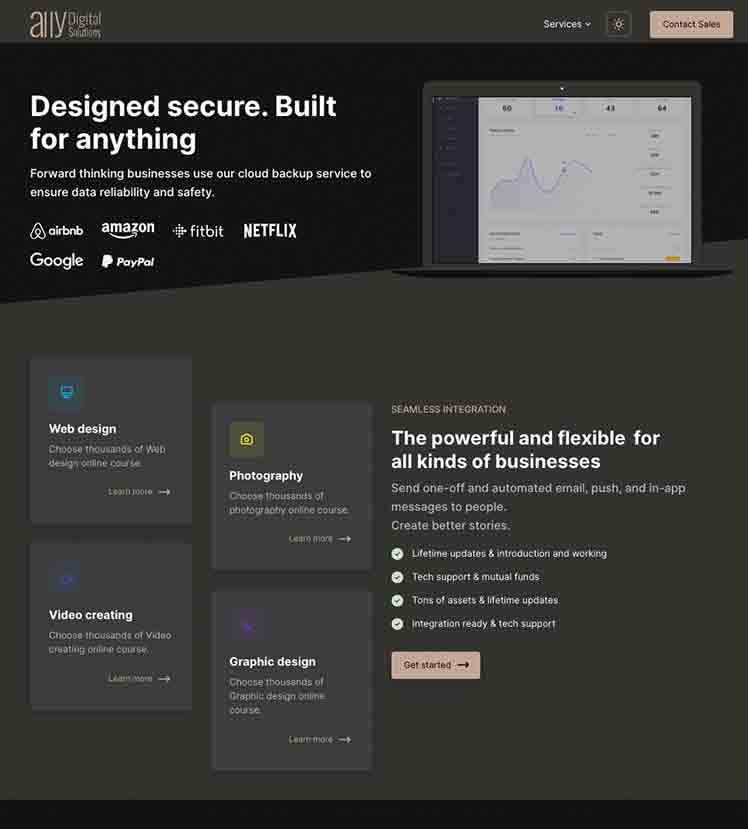 ally Digital
Solutions
Services
Contact Sales
Designed secure. Built
for anything
Forward thinking businesses use our cloud backup service to
ensure data reliability and safety.
airbnb amazon fitbit NETFLIX
Google PayPal
50 16 43 64
Web design
Choose thousands of Web
design online course.
Learn more
Video creating
Choose thousands of Video
creating online course.
Learn more
Photography
Choose thousands of
photography online course.
Learn more
Graphic design
Choose thousands of
Graphic design online
course.
Learn more
SEAMLESS INTEGRATION
The powerful and flexible for
all kinds of businesses
Send one-off and automated email, push, and in-app
messages to people.
Create better stories.
Lifetime updates & introduction and working
Tech support & mutual funds
Tons of assets & lifetime updates
Integration ready & tech support
Get started